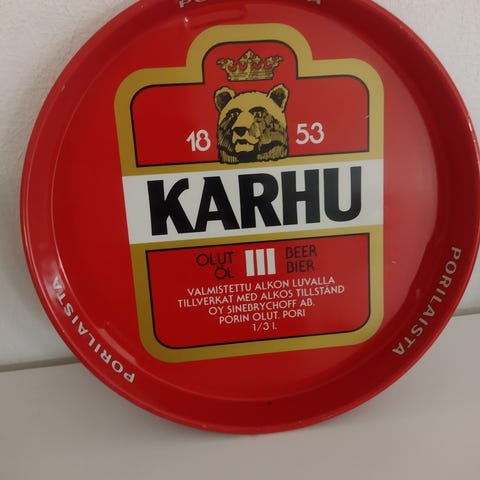 18 53
KARHU
OLUT III BEER
ÖL BIER
VALMISTETTU ALKON LUVALLA
TILLVERKAT MED ALKOS TILLSTÅND
OY SINEBRYCHOFF AB.
PORIN OLUT. PORI
1/3 l.
PORILAISTA
PORILAISTA